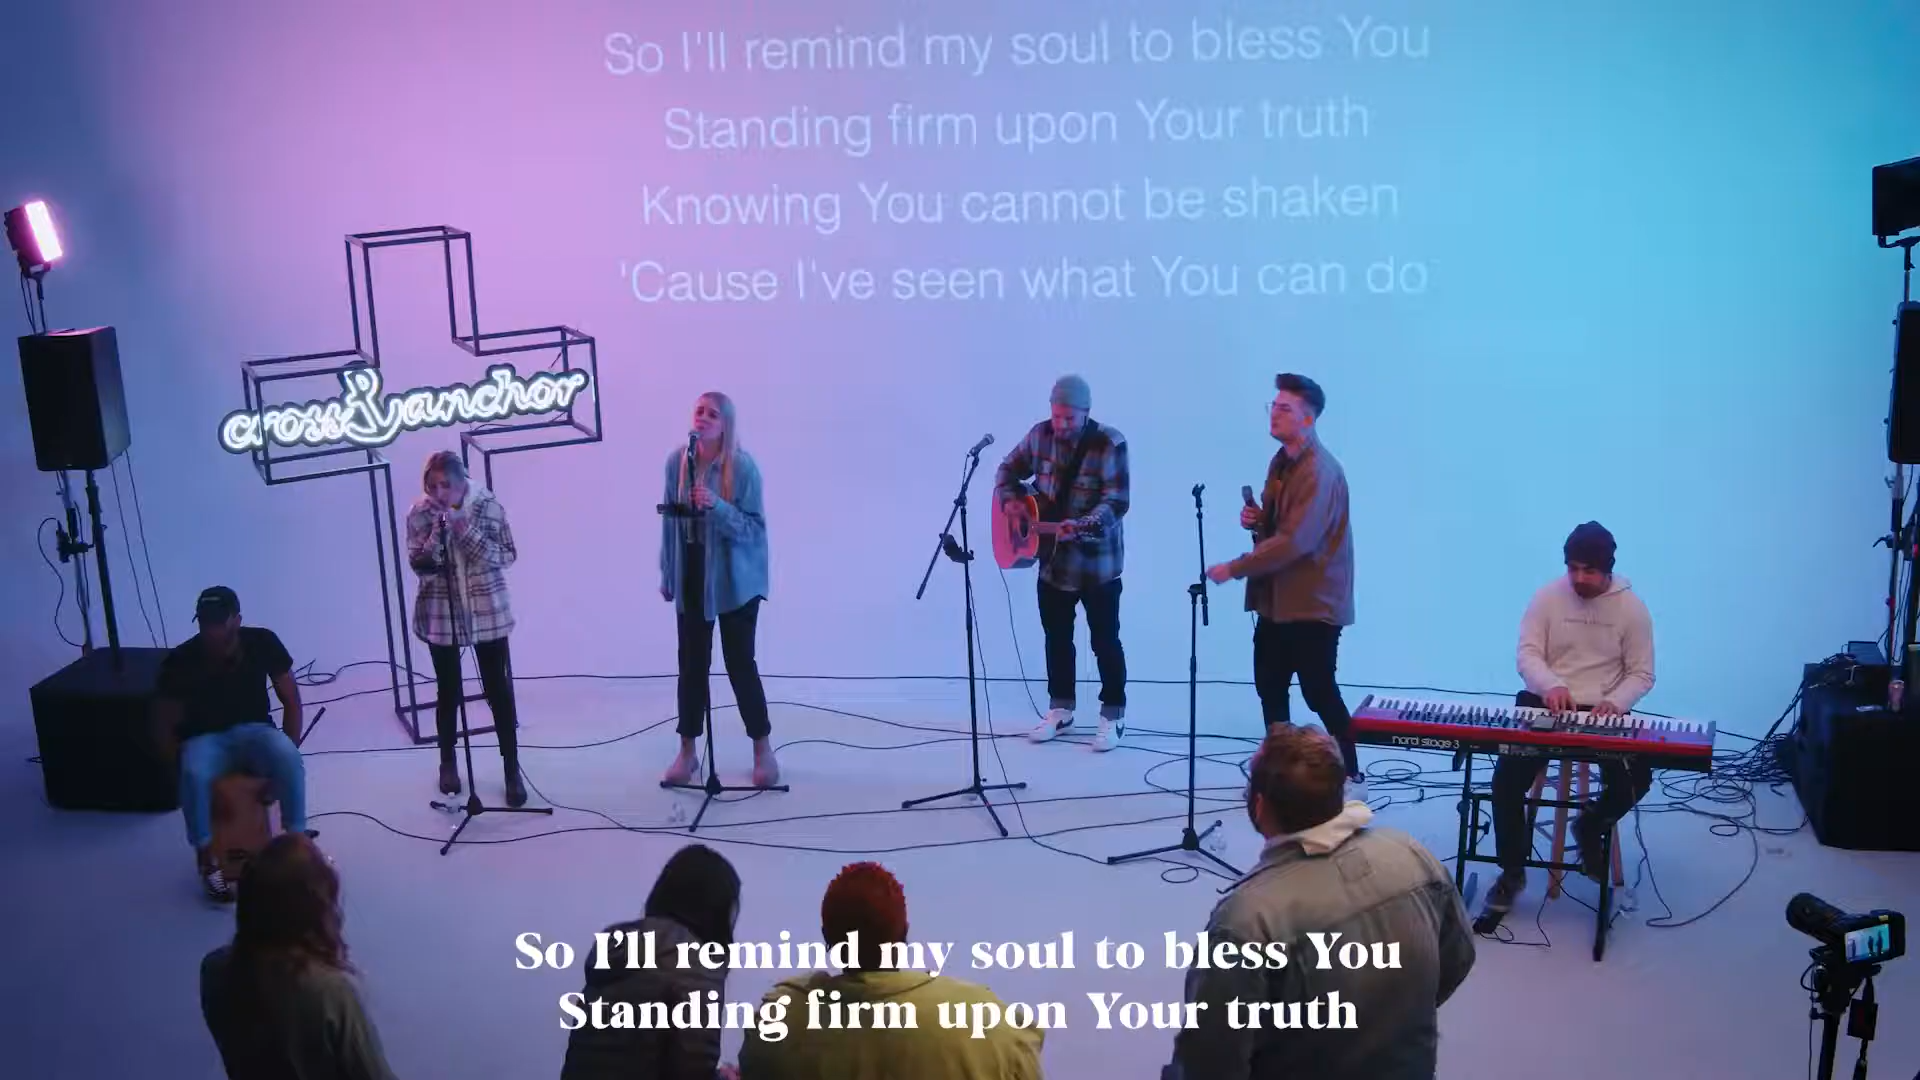 So I'll remind my soul to bless You
Standing firm upon Your truth
Knowing You cannot be shaken
'Cause I've seen what You can do
cross & anchor
nord stage 3
So I'll remind my soul to bless You
Standing firm upon Your truth